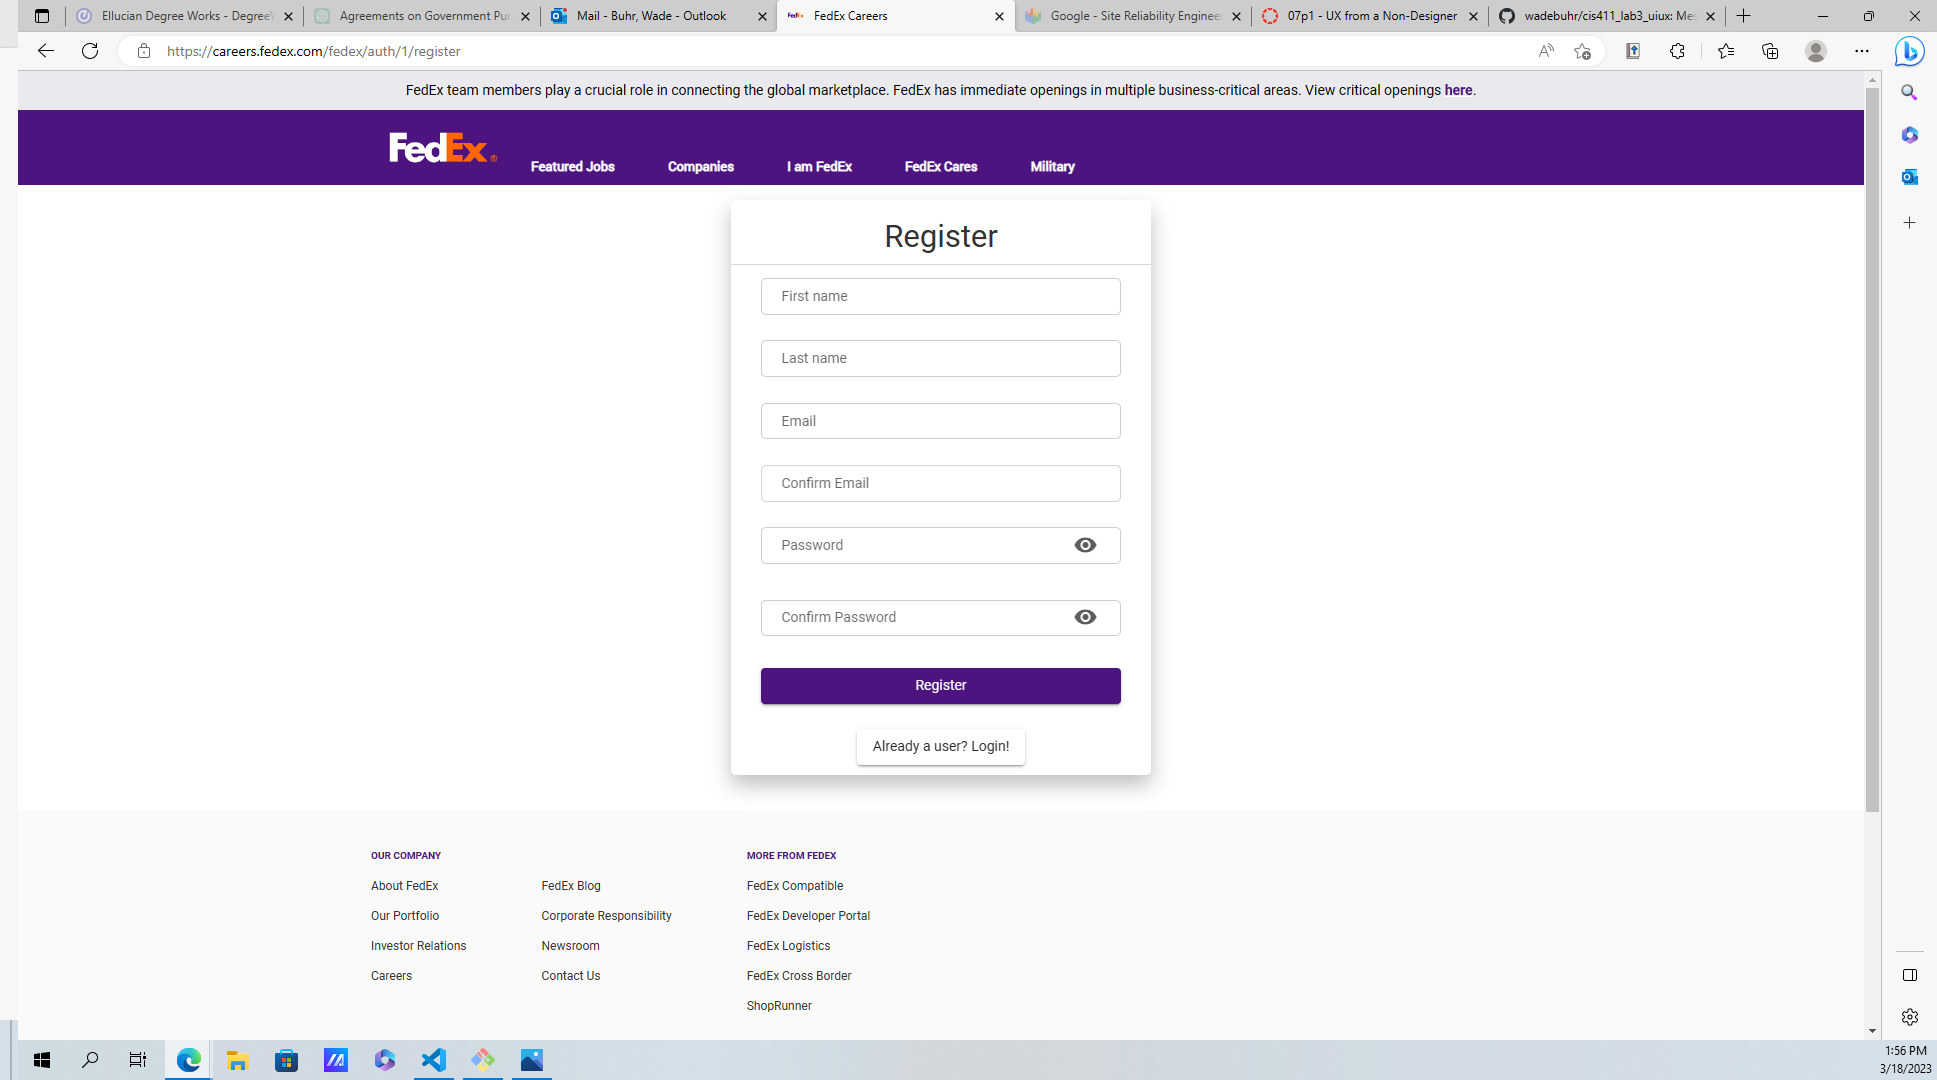 Ellucian Degree Works - Degree
Agreements on Government Pur
Mail - Buhr, Wade - Outlook
FedEx Careers
Google - Site Reliability Engineer
07p1 - UX from a Non-Designer
wadebuhr/cis411_lab3_uiux: Mes
https://careers.fedex.com/fedex/auth/1/register
FedEx team members play a crucial role in connecting the global marketplace. FedEx has immediate openings in multiple business-critical areas. View critical openings here.
FedEx®
Featured Jobs
Companies
I am FedEx
FedEx Cares
Military
Register
First name
Last name
Email
Confirm Email
Password
Confirm Password
Register
Already a user? Login!
OUR COMPANY
About FedEx
Our Portfolio
Investor Relations
Careers
FedEx Blog
Corporate Responsibility
Newsroom
Contact Us
MORE FROM FEDEX
FedEx Compatible
FedEx Developer Portal
FedEx Logistics
FedEx Cross Border
ShopRunner
1:56 PM
3/18/2023